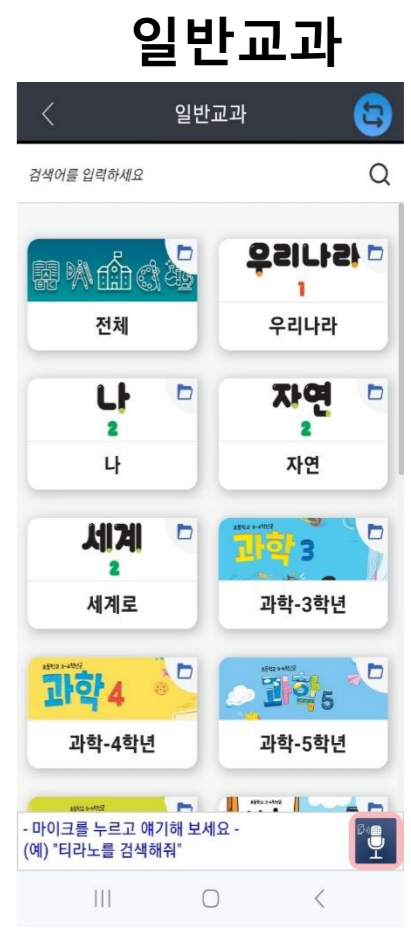 일반교과
일반교과
검색어를 입력하세요
전체
우리나라
1
우리나라
나
2
나
자연
2
자연
세계
2
세계로
과학 3
과학-3학년
과학 4
과학-4학년
과학 5
과학-5학년
- 마이크를 누르고 얘기해 보세요 -
(예) "티라노를 검색해줘"